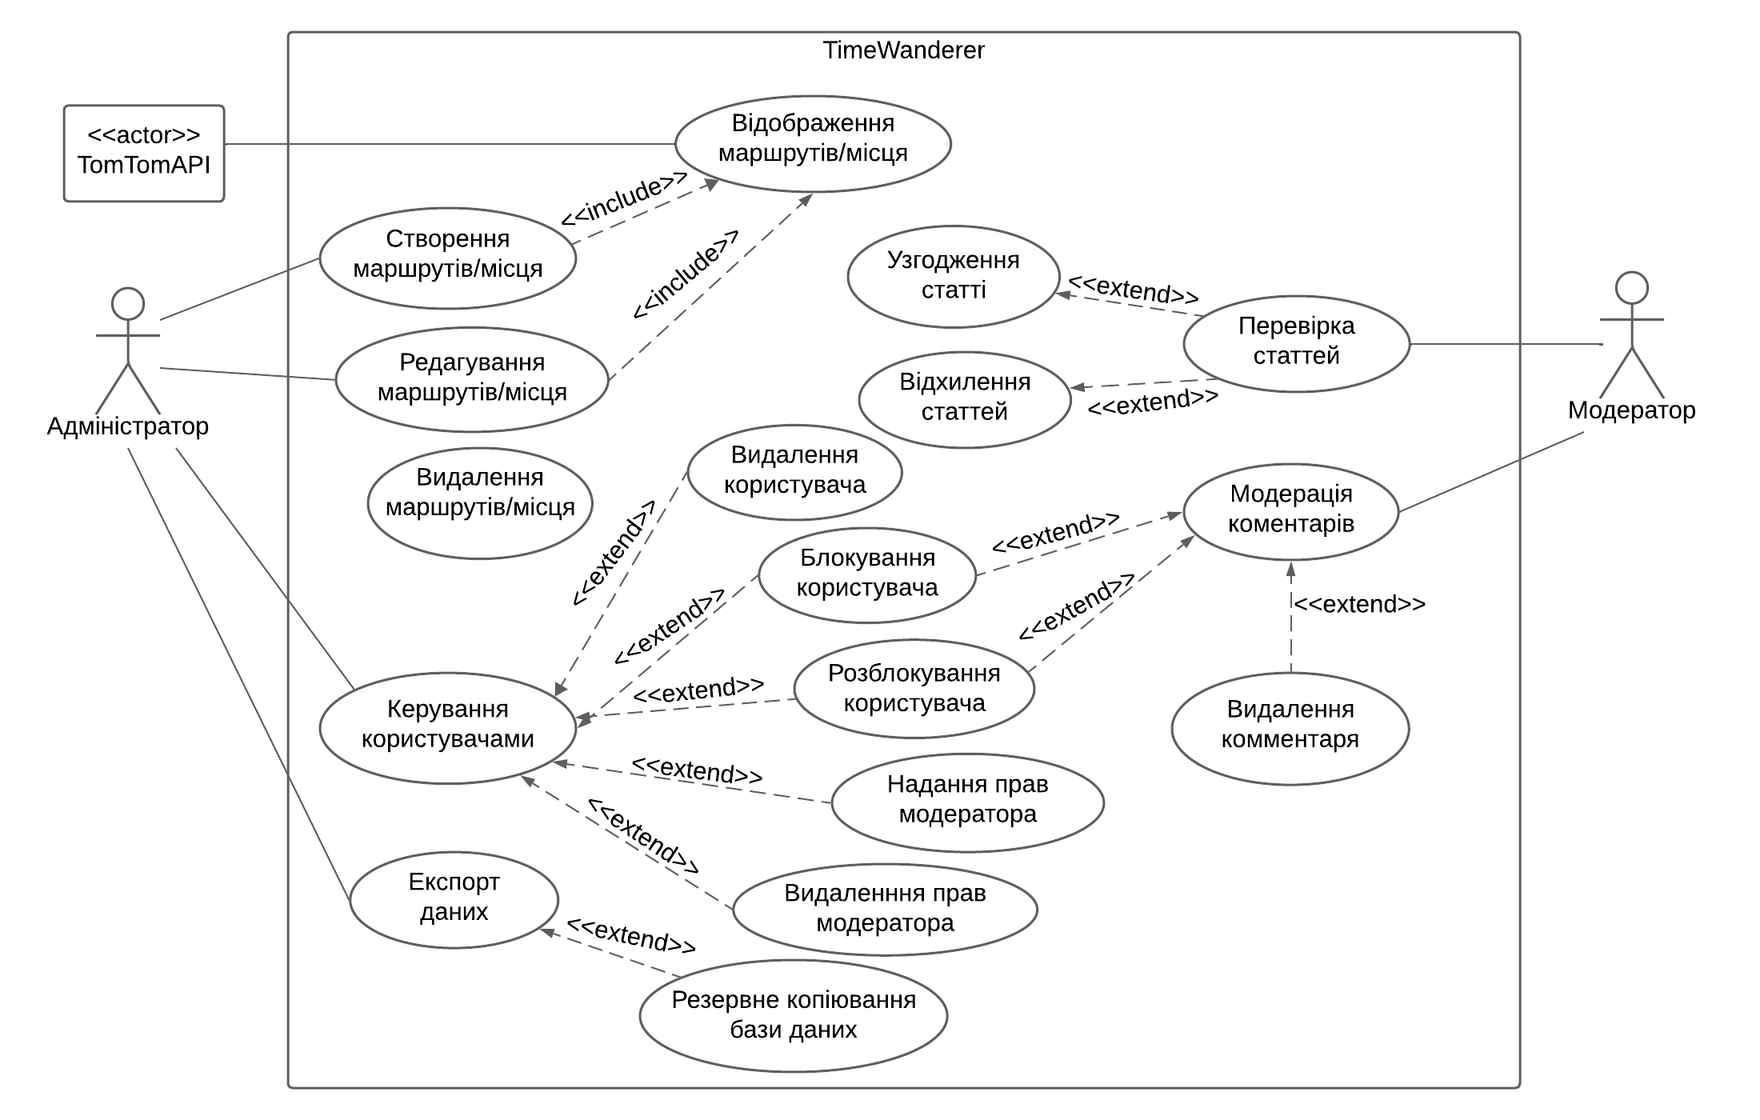 TimeWanderer
<<actor>>
TomTomAPI
Відображення
маршрутів/місця
<<include>>
Створення
маршрутів/місця
<<include>>
Узгодження
статті
<<extend>>
Перевірка
статтей
Редагування
маршрутів/місця
Відхилення
статтей
<<extend>>
Адміністратор
Модератор
Видалення
маршрутів/місця
Видалення
користувача
<<extend>>
Модерація
коментарів
<<extend>>
Блокування
користувача
<<extend>>
<<extend>>
<<extend>>
Розблокування
користувача
<<extend>>
Керування
користувачами
Видалення
комментаря
<<extend>>
Надання прав
модератора
<<extend>>
Видаленння прав
модератора
Експорт
даних
<<extend>>
Резервне копіювання
бази даних